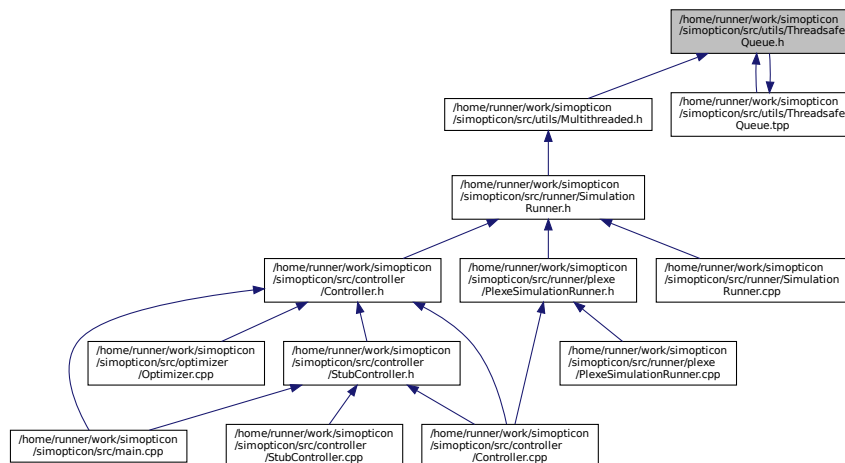 /home/runner/work/simopticon
/simopticon/src/utils/Threadsafe
Queue.h
/home/runner/work/simopticon
/simopticon/src/utils/Multithreaded.h
/home/runner/work/simopticon
/simopticon/src/utils/Threadsafe
Queue.tpp
/home/runner/work/simopticon
/simopticon/src/runner/Simulation
Runner.h
/home/runner/work/simopticon
/simopticon/src/controller
/Controller.h
/home/runner/work/simopticon
/simopticon/src/runner/plexe
/PlexeSimulationRunner.h
/home/runner/work/simopticon
/simopticon/src/runner/Simulation
Runner.cpp
/home/runner/work/simopticon
/simopticon/src/optimizer
/Optimizer.cpp
/home/runner/work/simopticon
/simopticon/src/controller
/StubController.h
/home/runner/work/simopticon
/simopticon/src/runner/plexe
/PlexeSimulationRunner.cpp
/home/runner/work/simopticon
/simopticon/src/main.cpp
/home/runner/work/simopticon
/simopticon/src/controller
/StubController.cpp
/home/runner/work/simopticon
/simopticon/src/controller
/Controller.cpp